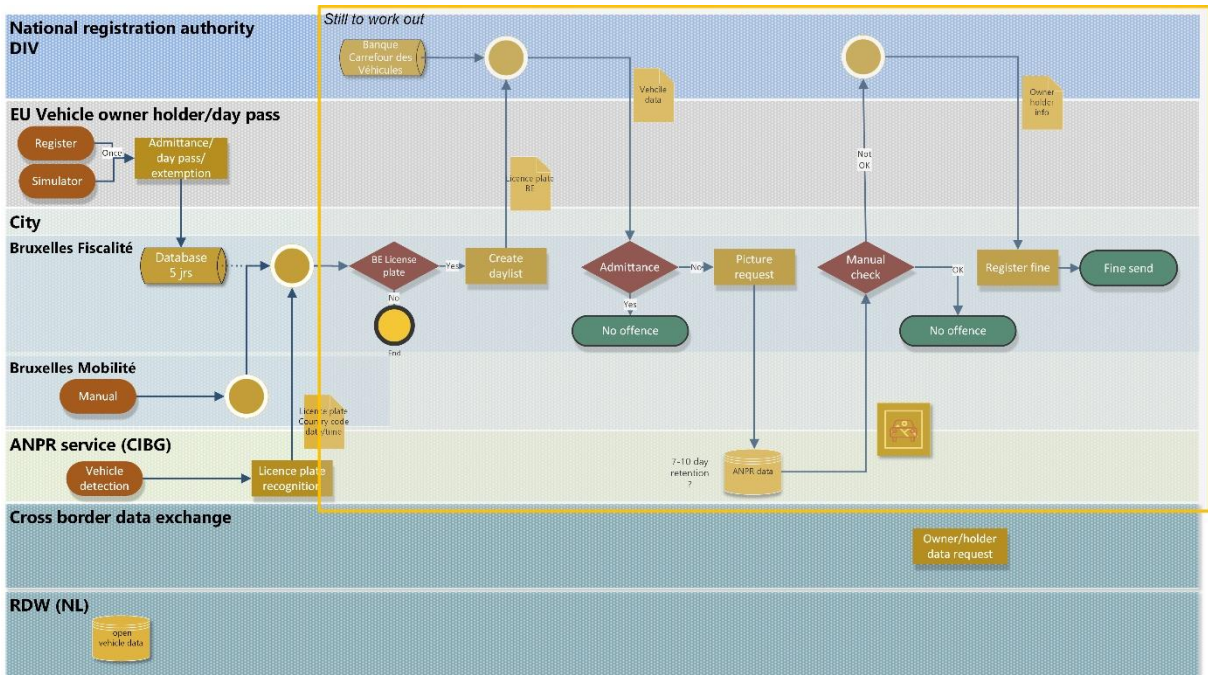 National registration authority
DIV
Still to work out
Banque
Carrefour des
Véhicules
Vehcile
data
Owner
holder
info
EU Vehicle owner holder/day pass
Register
Once
Simulator
Admittance/
day pass/
extemption
Licence plate
BE
Not
OK
City
Bruxelles Fiscalité
Database
5 jrs
BE License
plate
Yes
No
End
Create
daylist
Admittance
No
Yes
No offence
Picture
request
Manual
check
OK
No offence
Register fine
Fine send
Bruxelles Mobilité
Manual
Licence plate
Country code
date/time
ANPR service (CIBG)
Vehicle
detection
Licence plate
recognition
7-10 day
retention
?
ANPR data
Cross border data exchange
Owner/holder
data request
RDW (NL)
open
vehicle data